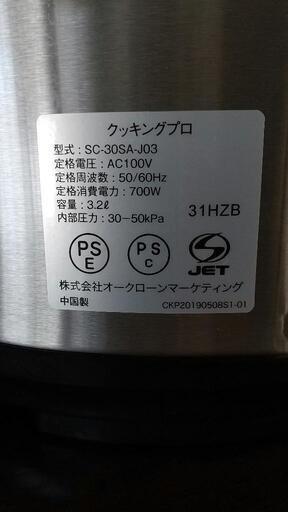 クッキングプロ
型式：SC-30SA-J03
定格電圧：AC100V
定格周波数：50/60Hz
定格消費電力：700W
容量：3.2ℓ
内部圧力：30−50kPa
31HZB
PS
E
PS
C
S
JET
株式会社オークローンマーケティング
中国製
CKP20190508S1-01